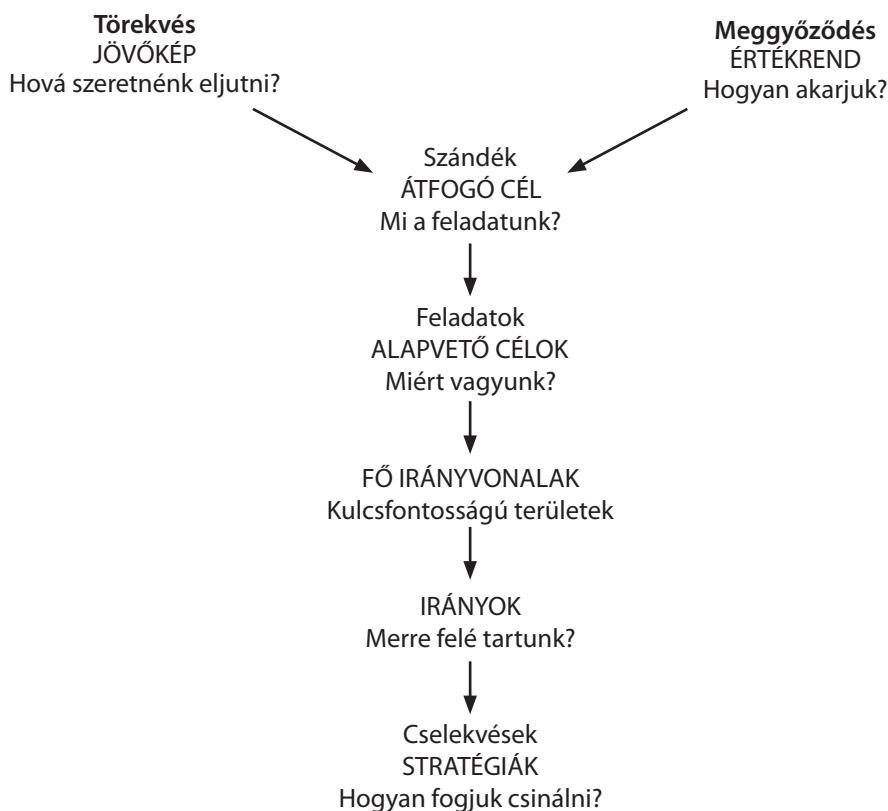 Törekvés
JÖVŐKÉP
Hová szeretnénk eljutni?
Meggyőződés
ÉRTÉKREND
Hogyan akarjuk?
Szándék
ÁTFOGÓ CÉL
Mi a feladatunk?
Feladatok
ALAPVETŐ CÉLOK
Miért vagyunk?
FŐ IRÁNYVONALAK
Kulcsfontosságú területek
IRÁNYOK
Merre felé tartunk?
Cselekvések
STRATÉGIÁK
Hogyan fogjuk csinálni?